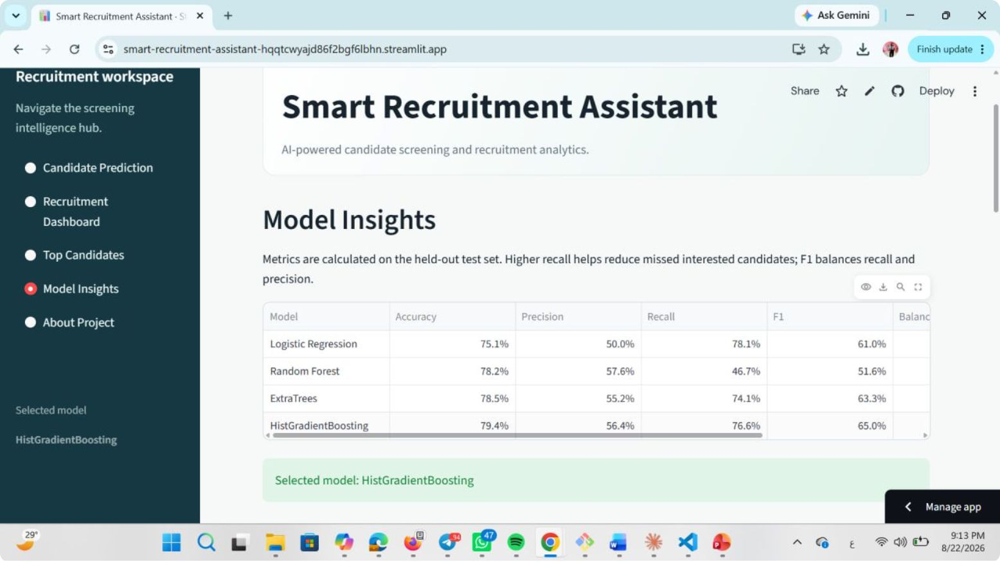 Smart Recruitment Assistant · S
Ask Gemini
smart-recruitment-assistant-hqqtcwyajd86f2bgf6lbhn.streamlit.app
Finish update
Recruitment workspace
Navigate the screening
intelligence hub.
Candidate Prediction
Recruitment
Dashboard
Top Candidates
Model Insights
About Project
Selected model
HistGradientBoosting
Share
Deploy
Smart Recruitment Assistant
AI-powered candidate screening and recruitment analytics.
Model Insights
Metrics are calculated on the held-out test set. Higher recall helps reduce missed interested candidates; F1 balances recall and
precision.
Model Accuracy Precision Recall F1 Balanc
Logistic Regression 75.1% 50.0% 78.1% 61.0%
Random Forest 78.2% 57.6% 46.7% 51.6%
ExtraTrees 78.5% 55.2% 74.1% 63.3%
HistGradientBoosting 79.4% 56.4% 76.6% 65.0%
Selected model: HistGradientBoosting
Manage app
29°
94
47
ع
9:13 PM
8/22/2026